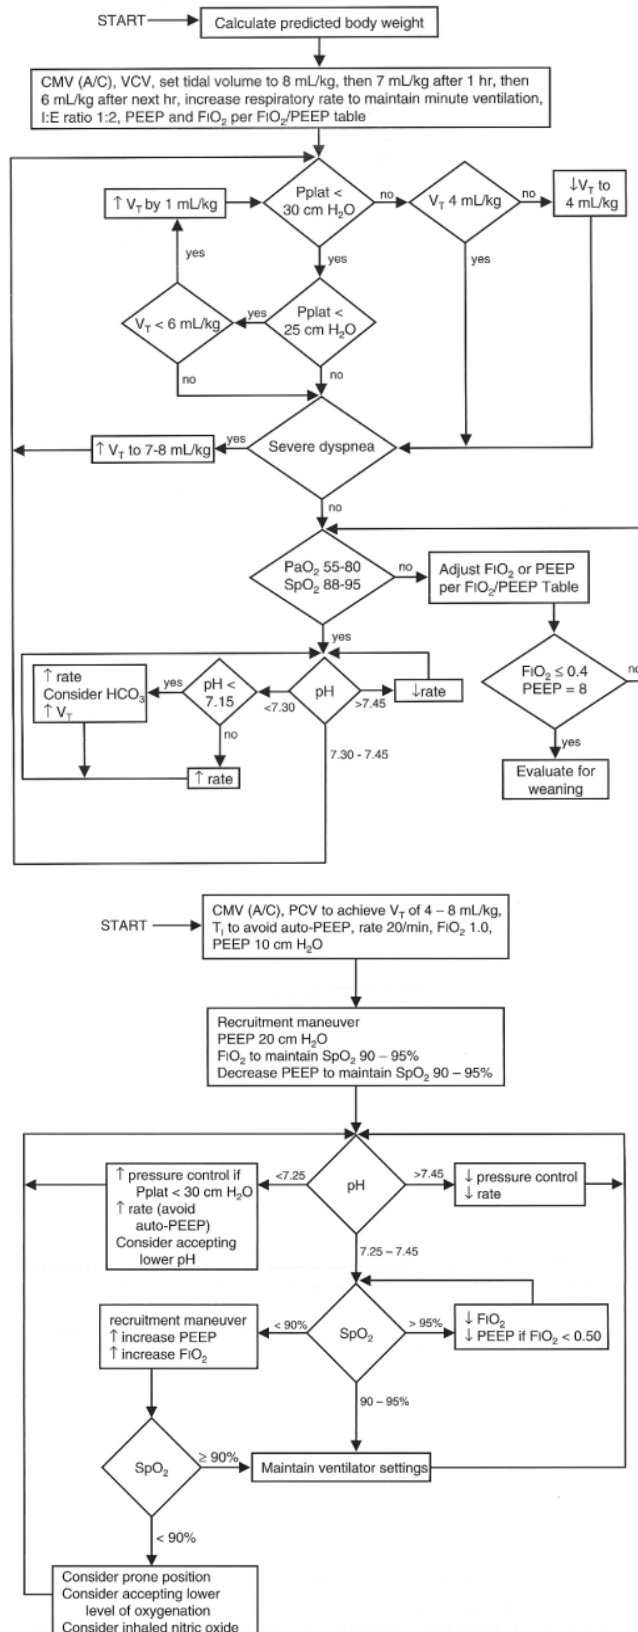 START
Calculate predicted body weight
CMV (A/C), VCV, set tidal volume to 8 mL/kg, then 7 mL/kg after 1 hr, then
6 mL/kg after next hr, increase respiratory rate to maintain minute ventilation,
I:E ratio 1:2, PEEP and FIO₂ per FIO₂/PEEP table
↑ V_T by 1 mL/kg
Pplat <
30 cm H₂O
no
V_T 4 mL/kg
no
↓V_T to
4 mL/kg
yes
yes
yes
V_T < 6 mL/kg
yes
Pplat <
25 cm H₂O
no
no
↑ V_T to 7-8 mL/kg
yes
Severe dyspnea
no
PaO₂ 55-80
SpO₂ 88-95
no
Adjust FIO₂ or PEEP
per FIO₂/PEEP Table
yes
↑ rate
Consider HCO₃
↑ V_T
yes
pH <
7.15
<7.30
pH
>7.45
↓rate
FIO₂ ≤ 0.4
PEEP = 8
no
no
7.30 - 7.45
yes
↑ rate
Evaluate for
weaning
START
CMV (A/C), PCV to achieve V_T of 4 – 8 mL/kg,
T_I to avoid auto-PEEP, rate 20/min, FIO₂ 1.0,
PEEP 10 cm H₂O
Recruitment maneuver
PEEP 20 cm H₂O
FIO₂ to maintain SpO₂ 90 – 95%
Decrease PEEP to maintain SpO₂ 90 – 95%
↑ pressure control if
Pplat < 30 cm H₂O
↑ rate (avoid
auto-PEEP)
Consider accepting
lower pH
<7.25
pH
>7.45
↓ pressure control
↓ rate
7.25 – 7.45
recruitment maneuver
↑ increase PEEP
↑ increase FIO₂
< 90%
SpO₂
> 95%
↓ FIO₂
↓ PEEP if FIO₂ < 0.50
90 – 95%
SpO₂
≥ 90%
Maintain ventilator settings
< 90%
Consider prone position
Consider accepting lower
level of oxygenation
Consider inhaled nitric oxide